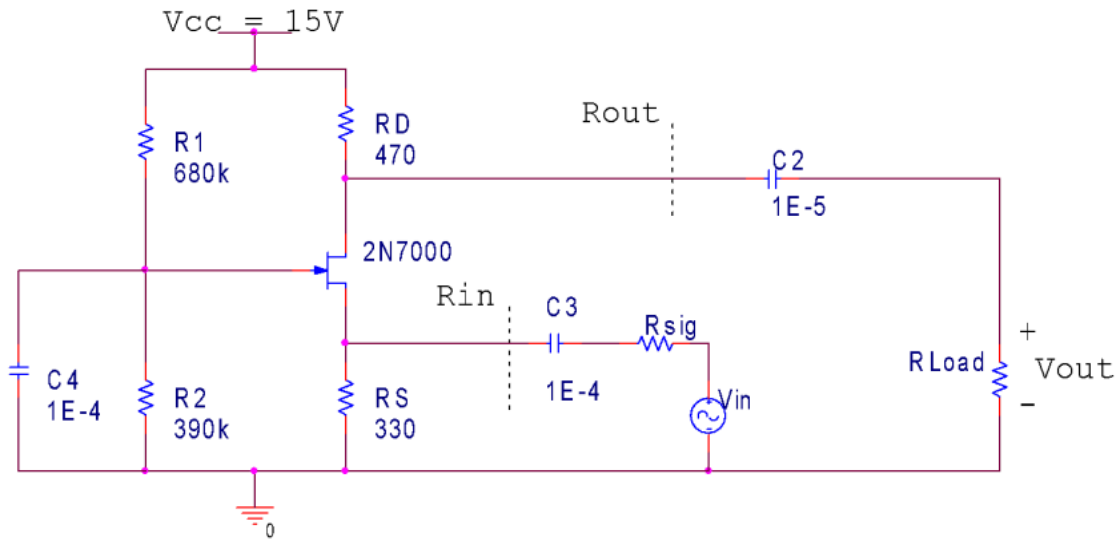 Vcc = 15V
R1
680k
RD
470
Rout
C2
1E-5
2N7000
Rin
C3
1E-4
Rsig
C4
1E-4
R2
390k
RS
330
Vin
RLoad
+
Vout
-
0